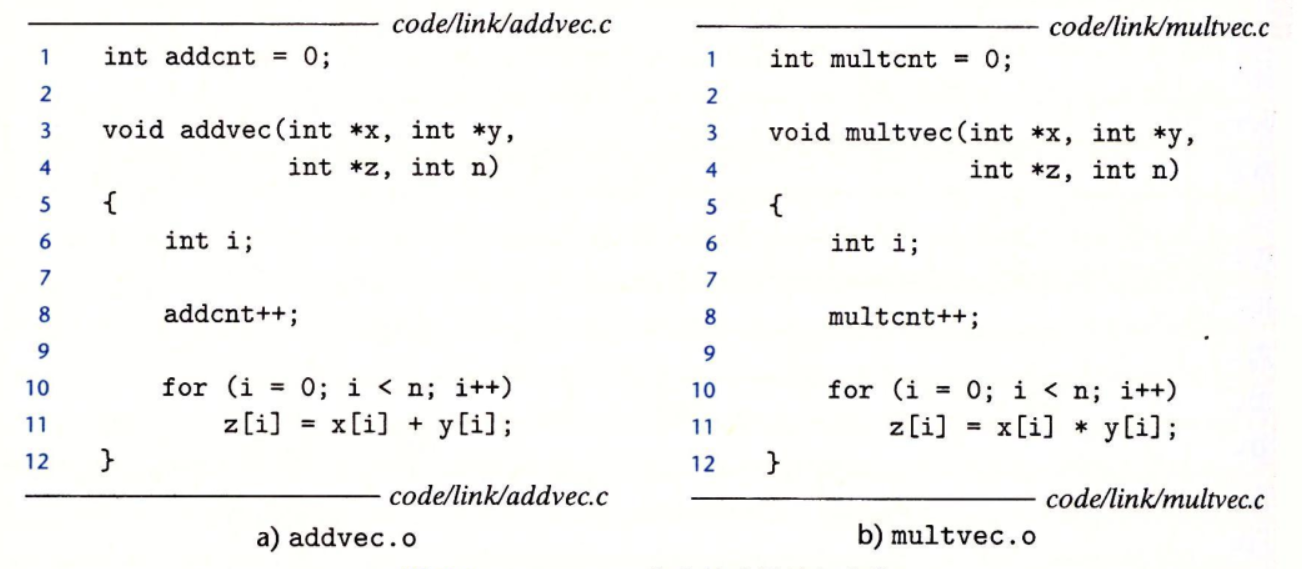 code/link/addvec.c
1 int addcnt = 0;
2
3 void addvec(int *x, int *y,
4 int *z, int n)
5 {
6 int i;
7
8 addcnt++;
9
10 for (i = 0; i < n; i++)
11 z[i] = x[i] + y[i];
12 }
code/link/addvec.c
a) addvec.o
code/link/multvec.c
1 int multcnt = 0;
2
3 void multvec(int *x, int *y,
4 int *z, int n)
5 {
6 int i;
7
8 multcnt++;
9
10 for (i = 0; i < n; i++)
11 z[i] = x[i] * y[i];
12 }
code/link/multvec.c
b) multvec.o